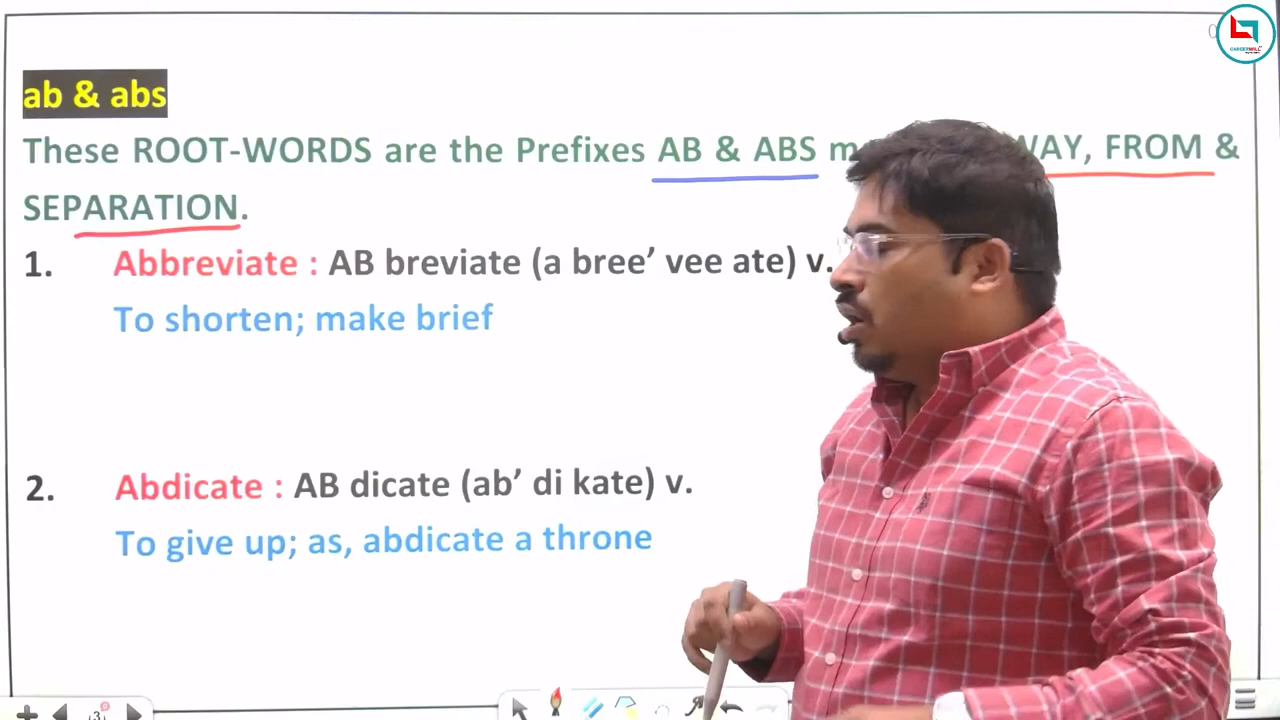 ab & abs
These ROOT-WORDS are the Prefixes AB & ABS WAY, FROM &
SEPARATION.
1. Abbreviate : AB breviate (a bree’ vee ate) v.
To shorten; make brief
2. Abdicate : AB dicate (ab’ di kate) v.
To give up; as, abdicate a throne